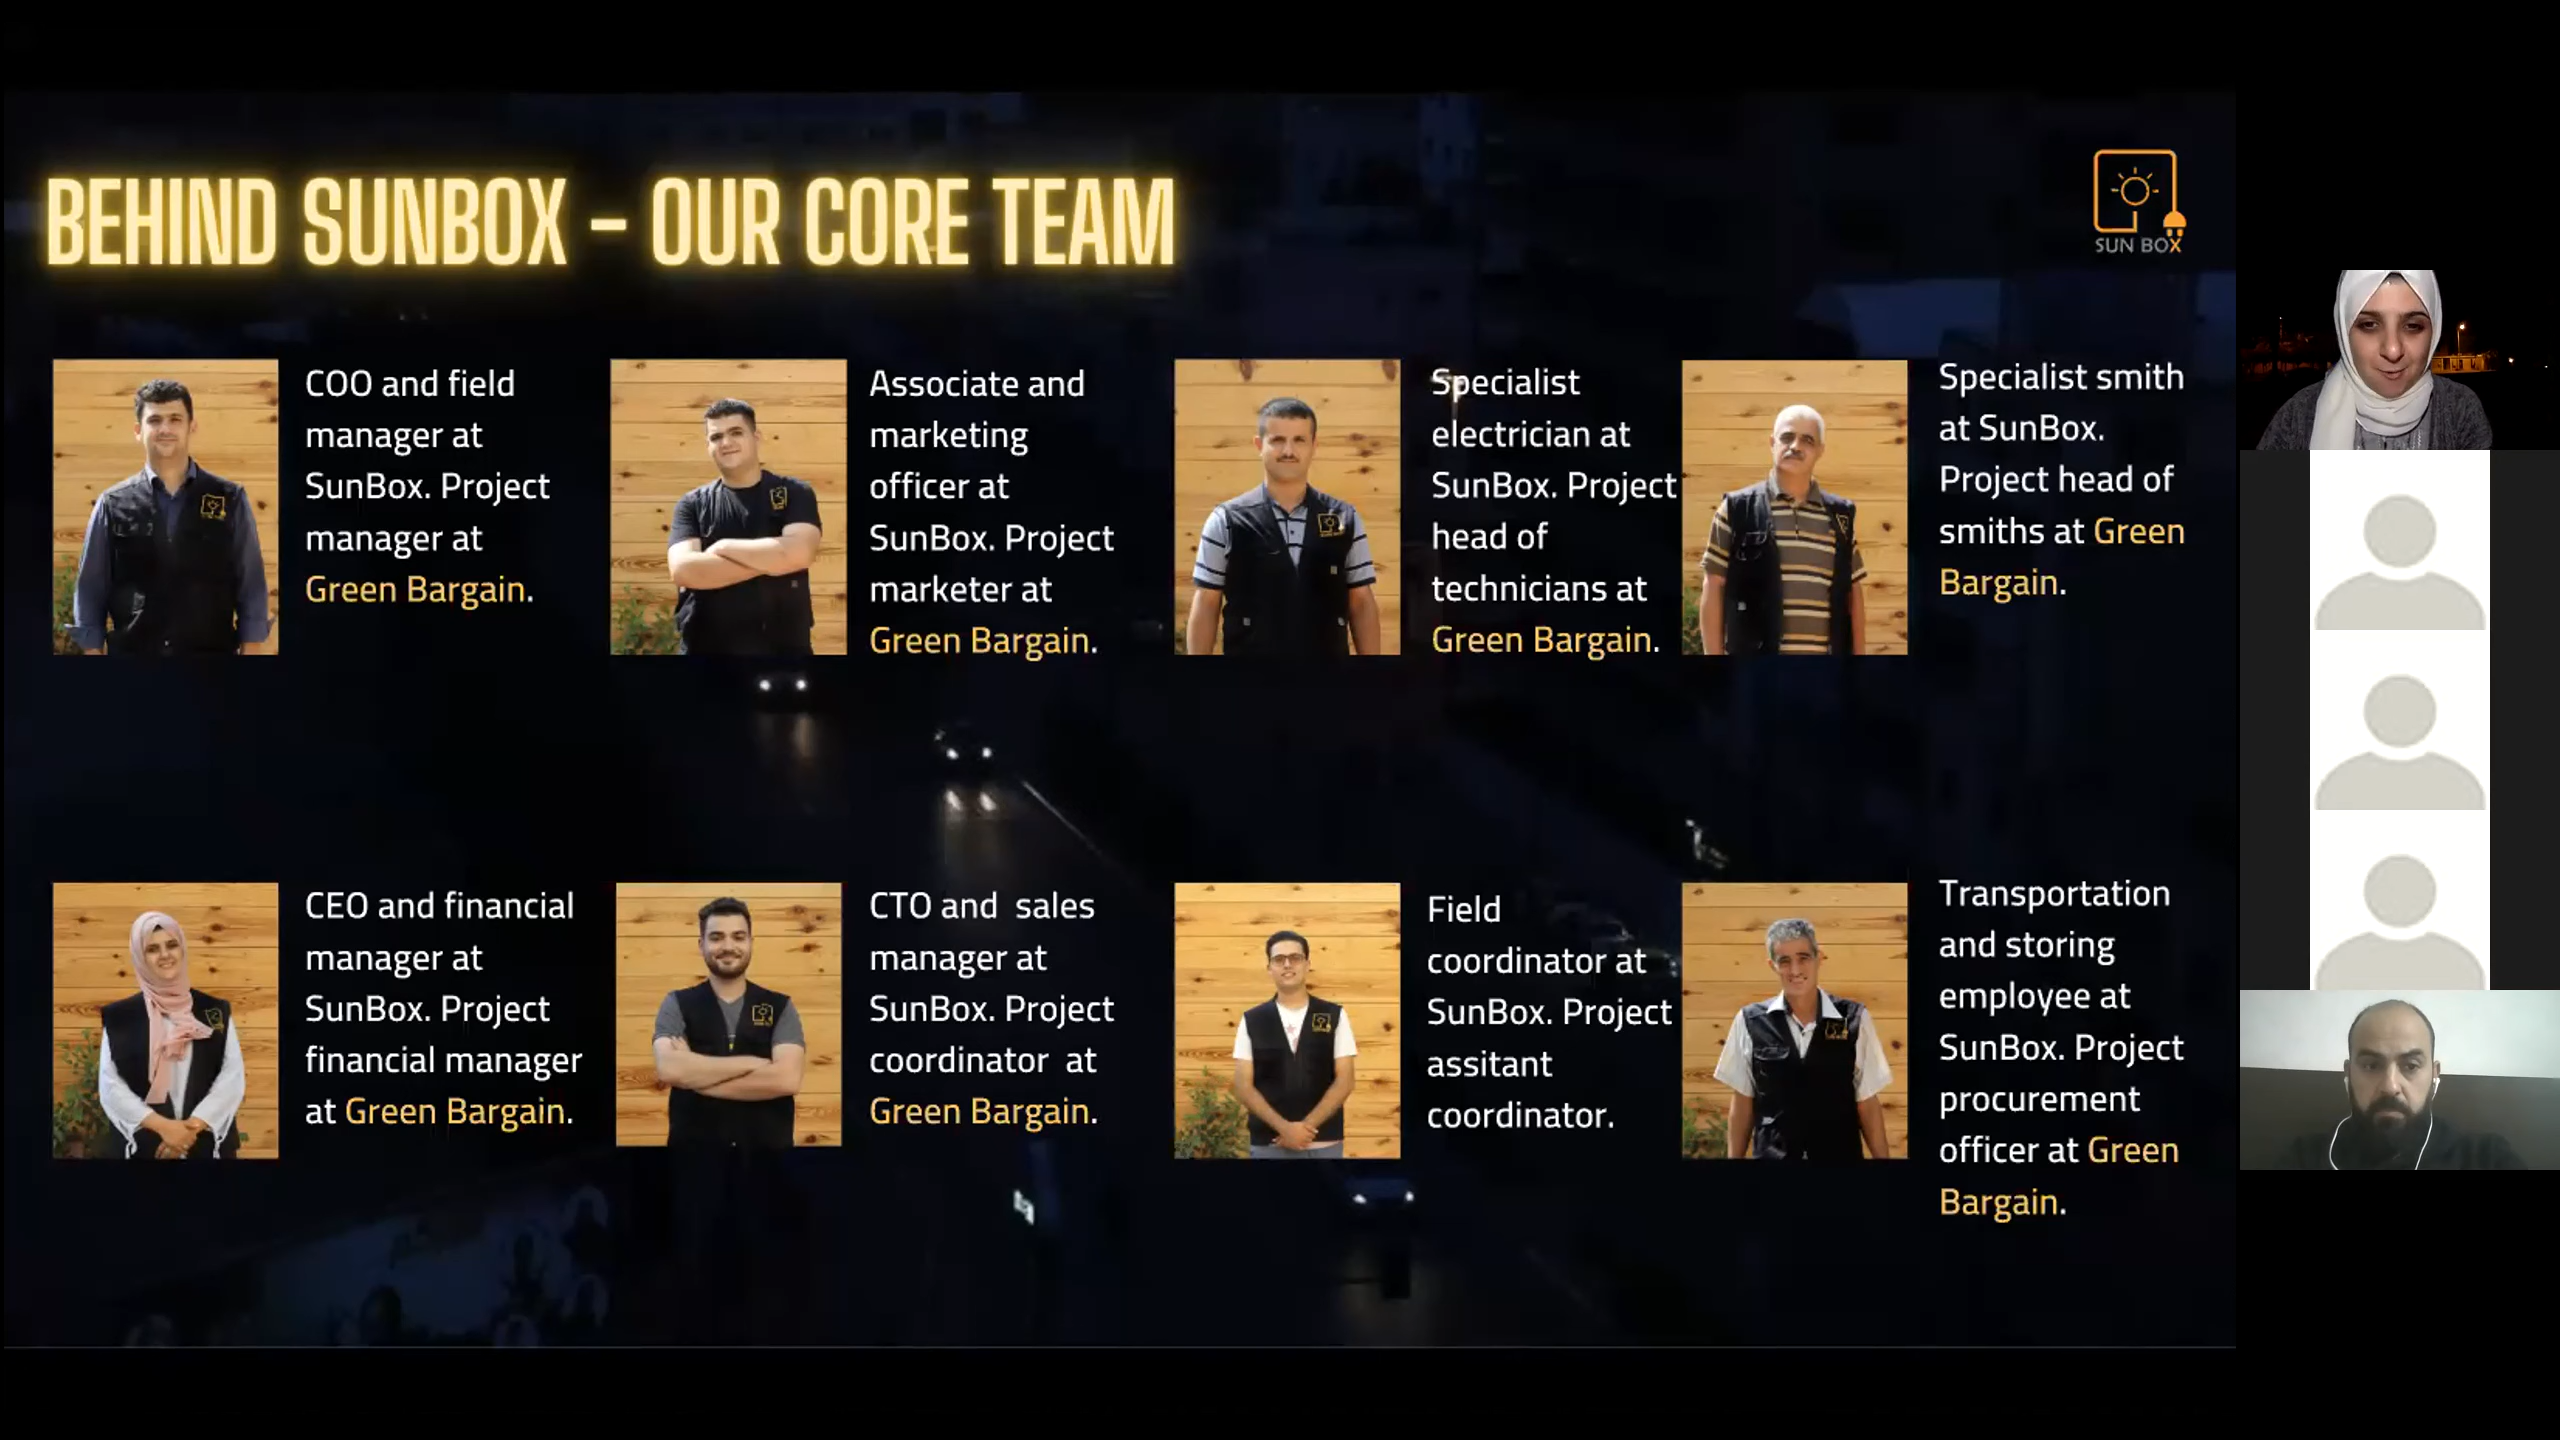 BEHIND SUNBOX - OUR CORE TEAM
SUN BOX
COO and field
manager at
SunBox. Project
manager at
Green Bargain.
Associate and
marketing
officer at
SunBox. Project
marketer at
Green Bargain.
Specialist
electrician at
SunBox. Project
head of
technicians at
Green Bargain.
Specialist smith
at SunBox.
Project head of
smiths at Green
Bargain.
CEO and financial
manager at
SunBox. Project
financial manager
at Green Bargain.
CTO and  sales
manager at
SunBox. Project
coordinator  at
Green Bargain.
Field
coordinator at
SunBox. Project
assitant
coordinator.
Transportation
and storing
employee at
SunBox. Project
procurement
officer at Green
Bargain.